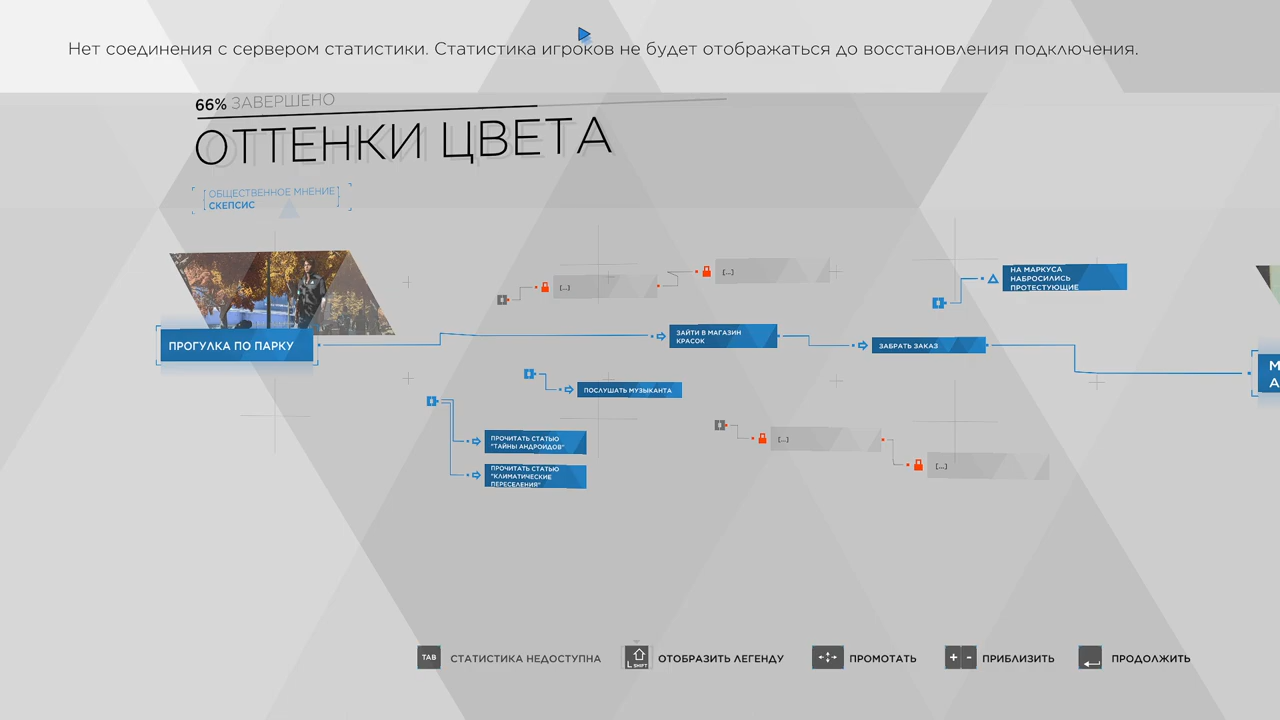 Нет соединения с сервером статистики. Статистика игроков не будет отображаться до восстановления подключения.
66% ЗАВЕРШЕНО
ОТТЕНКИ ЦВЕТА
ОБЩЕСТВЕННОЕ МНЕНИЕ
СКЕПСИС
[...]
[...]
НА МАРКУСА
НАБРОСИЛИСЬ
ПРОТЕСТУЮЩИЕ
ПРОГУЛКА ПО ПАРКУ
ЗАЙТИ В МАГАЗИН
КРАСОК
ЗАБРАТЬ ЗАКАЗ
М
А
ПОСЛУШАТЬ МУЗЫКАНТА
ПРОЧИТАТЬ СТАТЬЮ
"ТАЙНЫ АНДРОИДОВ"
[...]
[...]
ПРОЧИТАТЬ СТАТЬЮ
"КЛИМАТИЧЕСКИЕ
ПЕРЕСЕЛЕНИЯ"
TAB СТАТИСТИКА НЕДОСТУПНА
L SHIFT ОТОБРАЗИТЬ ЛЕГЕНДУ
ПРОМОТАТЬ
+ - ПРИБЛИЗИТЬ
ПРОДОЛЖИТЬ